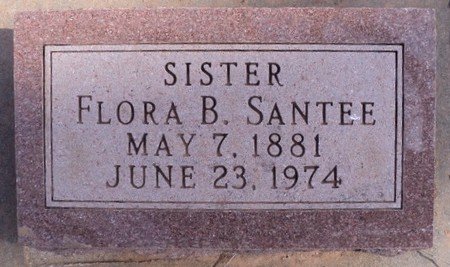 SISTER
FLORA B. SANTEE
MAY 7, 1881
JUNE 23, 1974